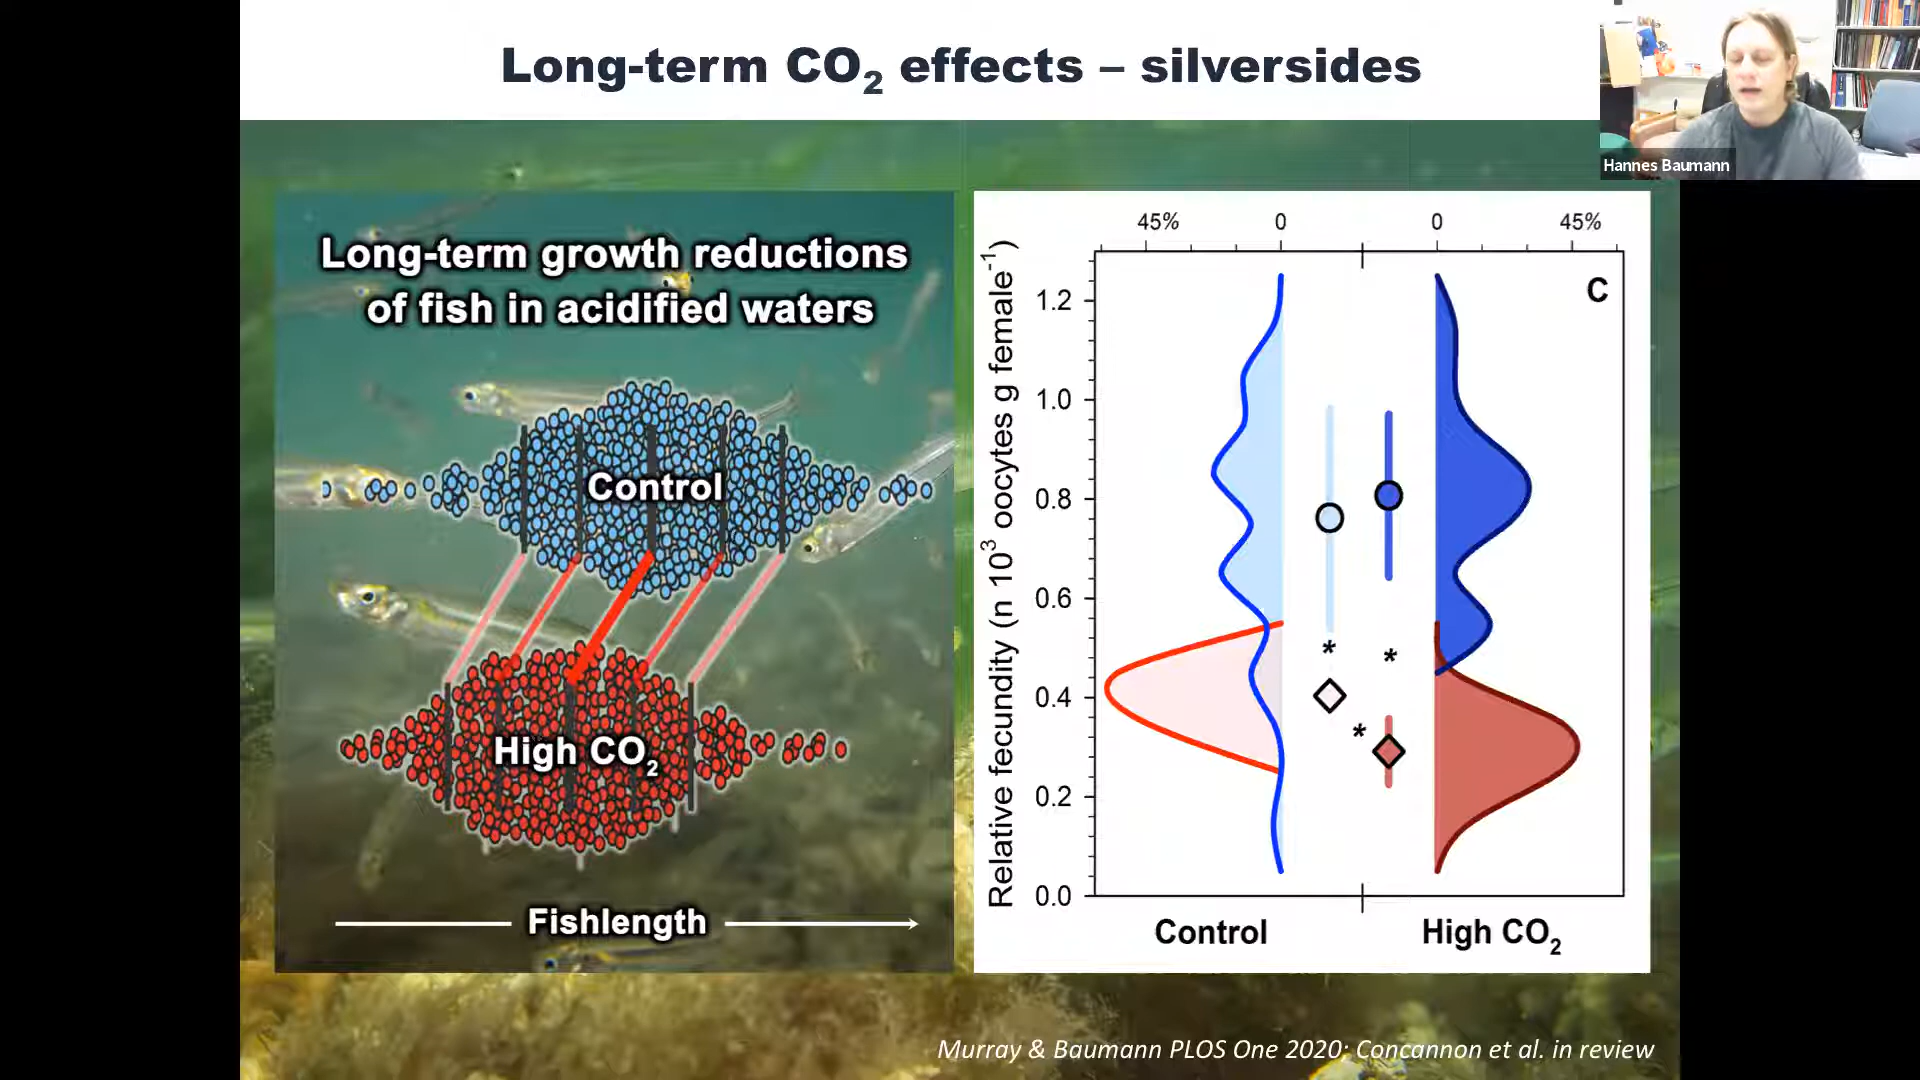 Long-term CO2 effects – silversides
Hannes Baumann
Long-term growth reductions
of fish in acidified waters
Control
High CO2
Fishlength
45% 0 0 45%
C
Relative fecundity (n 10^3 oocytes g female^-1)
1.2
1.0
0.8
0.6
0.4
0.2
0.0
*
*
*
Control High CO2
Murray & Baumann PLOS One 2020; Concannon et al. in review